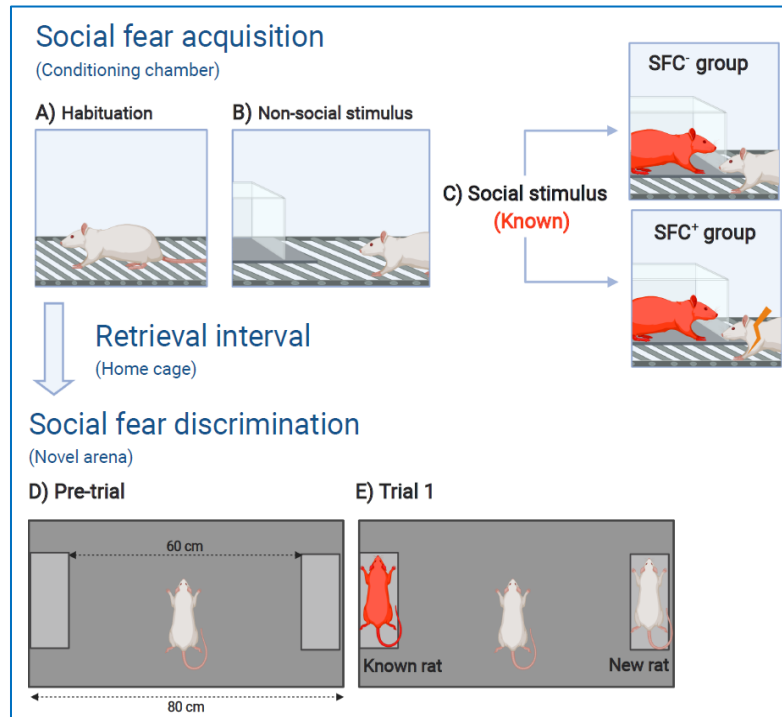 Social fear acquisition
(Conditioning chamber)
A) Habituation
B) Non-social stimulus
C) Social stimulus
(Known)
SFC⁻ group
SFC⁺ group
Retrieval interval
(Home cage)
Social fear discrimination
(Novel arena)
D) Pre-trial
60 cm
80 cm
E) Trial 1
Known rat
New rat